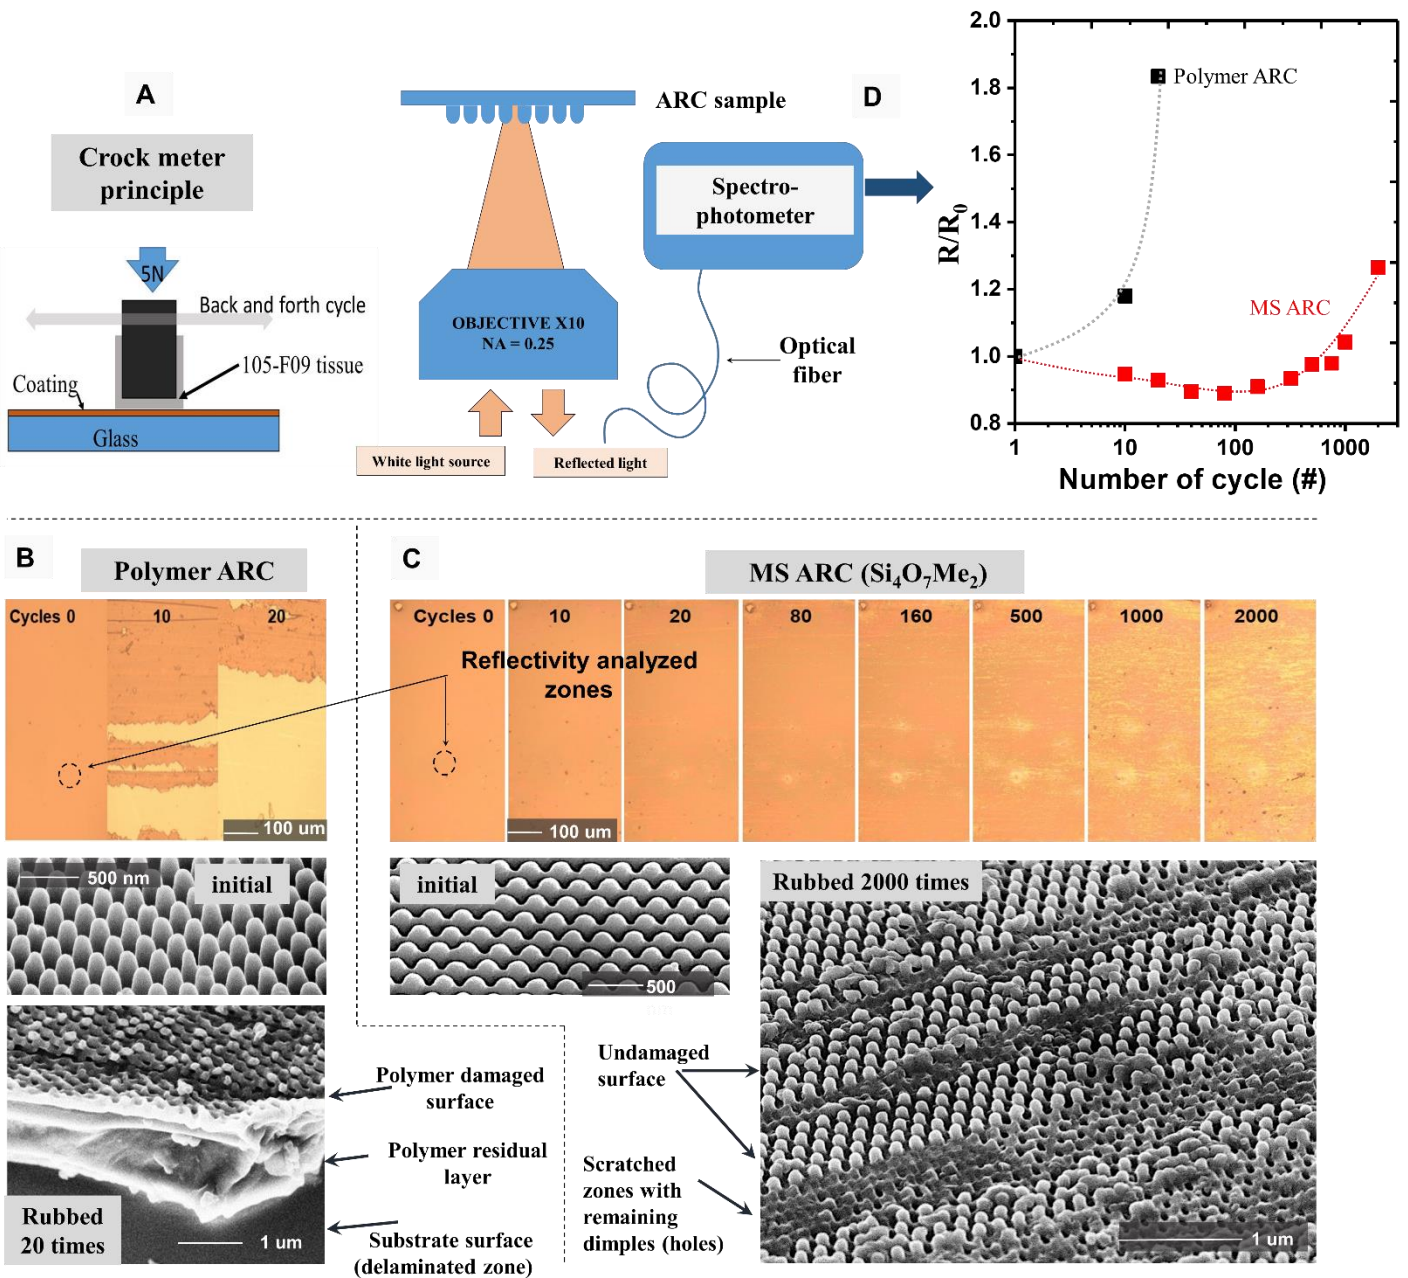 A
Crock meter
principle
5N
Back and forth cycle
105-F09 tissue
Coating
Glass
ARC sample
OBJECTIVE X10
NA = 0.25
White light source
Reflected light
Spectro-
photometer
Optical
fiber
D
2.0
1.8
1.6
1.4
1.2
1.0
0.8
R/R0
Polymer ARC
MS ARC
1
10
100
1000
Number of cycle (#)
B
Polymer ARC
Cycles 0
10
20
100 um
500 nm
initial
Rubbed
20 times
1 um
Polymer damaged
surface
Polymer residual
layer
Substrate surface
(delaminated zone)
C
MS ARC (Si4O7Me2)
Cycles 0
10
20
80
160
500
1000
2000
Reflectivity analyzed
zones
100 um
initial
500
Rubbed 2000 times
Undamaged
surface
Scratched
zones with
remaining
dimples (holes)
1 um